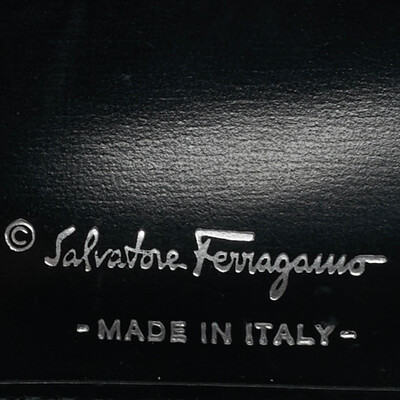 © Salvatore Ferragamo
- MADE IN ITALY -